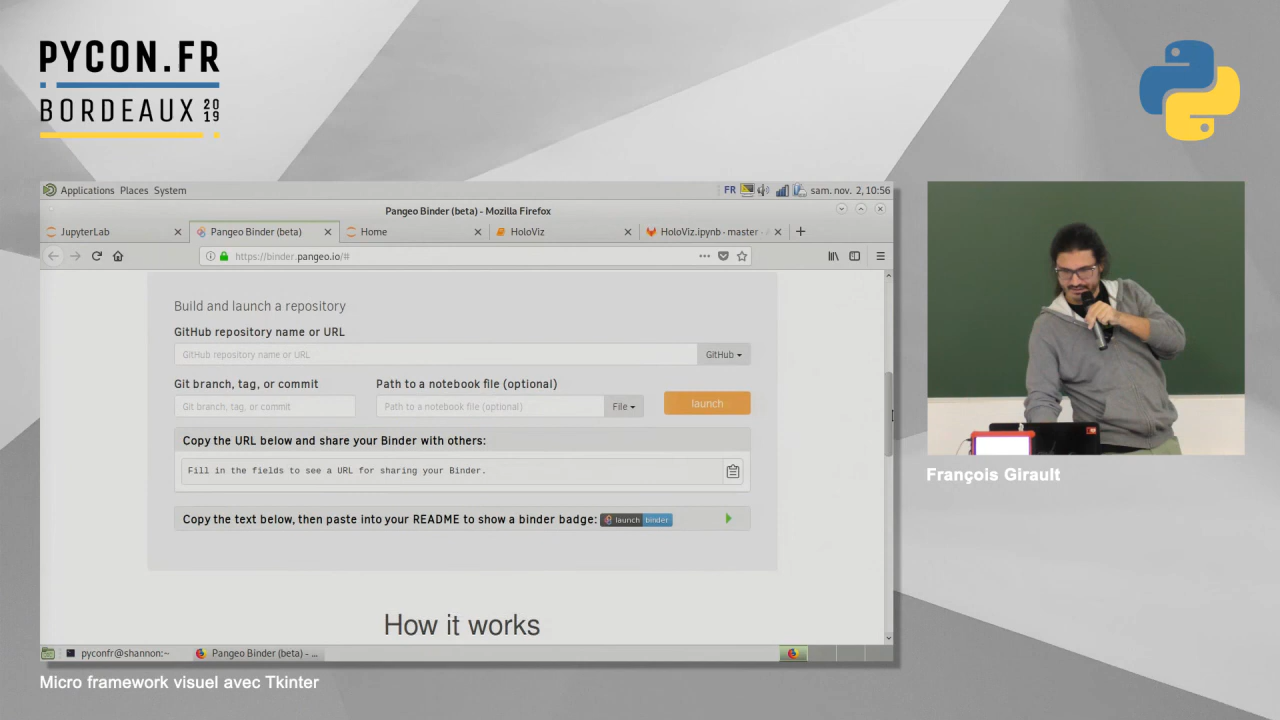 PYCON.FR
BORDEAUX 2019
Applications Places System
FR
sam. nov. 2, 10:56
Pangeo Binder (beta) - Mozilla Firefox
JupyterLab
Pangeo Binder (beta)
Home
HoloViz
HoloViz.ipynb · master ·
https://binder.pangeo.io/#
Build and launch a repository
GitHub repository name or URL
GitHub repository name or URL
GitHub
Git branch, tag, or commit
Path to a notebook file (optional)
Git branch, tag, or commit
Path to a notebook file (optional)
File
launch
Copy the URL below and share your Binder with others:
Fill in the fields to see a URL for sharing your Binder.
Copy the text below, then paste into your README to show a binder badge: launch binder
How it works
pyconfr@shannon:~
Pangeo Binder (beta) - ...
François Girault
Micro framework visuel avec Tkinter